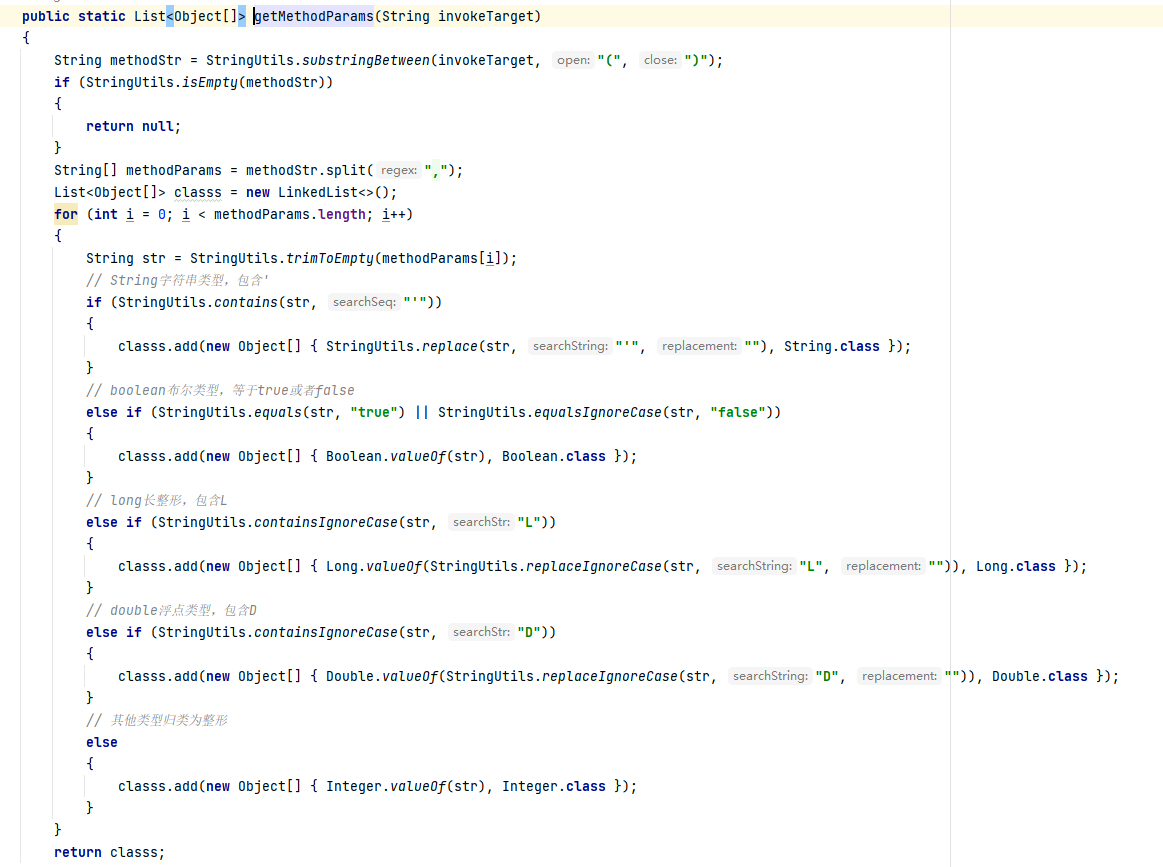 public static List<Object[]> getMethodParams(String invokeTarget)
{
String methodStr = StringUtils.substringBetween(invokeTarget, open: "(", close: ")");
if (StringUtils.isEmpty(methodStr))
{
return null;
}
String[] methodParams = methodStr.split( regex: ",");
List<Object[]> classs = new LinkedList<>();
for (int i = 0; i < methodParams.length; i++)
{
String str = StringUtils.trimToEmpty(methodParams[i]);
// String字符串类型，包含'
if (StringUtils.contains(str, searchSeq: "'"))
{
classs.add(new Object[] { StringUtils.replace(str, searchString: "'", replacement: ""), String.class });
}
// boolean布尔类型，等于true或者false
else if (StringUtils.equals(str, "true") || StringUtils.equalsIgnoreCase(str, "false"))
{
classs.add(new Object[] { Boolean.valueOf(str), Boolean.class });
}
// long长整形，包含L
else if (StringUtils.containsIgnoreCase(str, searchStr: "L"))
{
classs.add(new Object[] { Long.valueOf(StringUtils.replaceIgnoreCase(str, searchString: "L", replacement: "")), Long.class });
}
// double浮点类型，包含D
else if (StringUtils.containsIgnoreCase(str, searchStr: "D"))
{
classs.add(new Object[] { Double.valueOf(StringUtils.replaceIgnoreCase(str, searchString: "D", replacement: "")), Double.class });
}
// 其他类型归类为整形
else
{
classs.add(new Object[] { Integer.valueOf(str), Integer.class });
}
}
return classs;